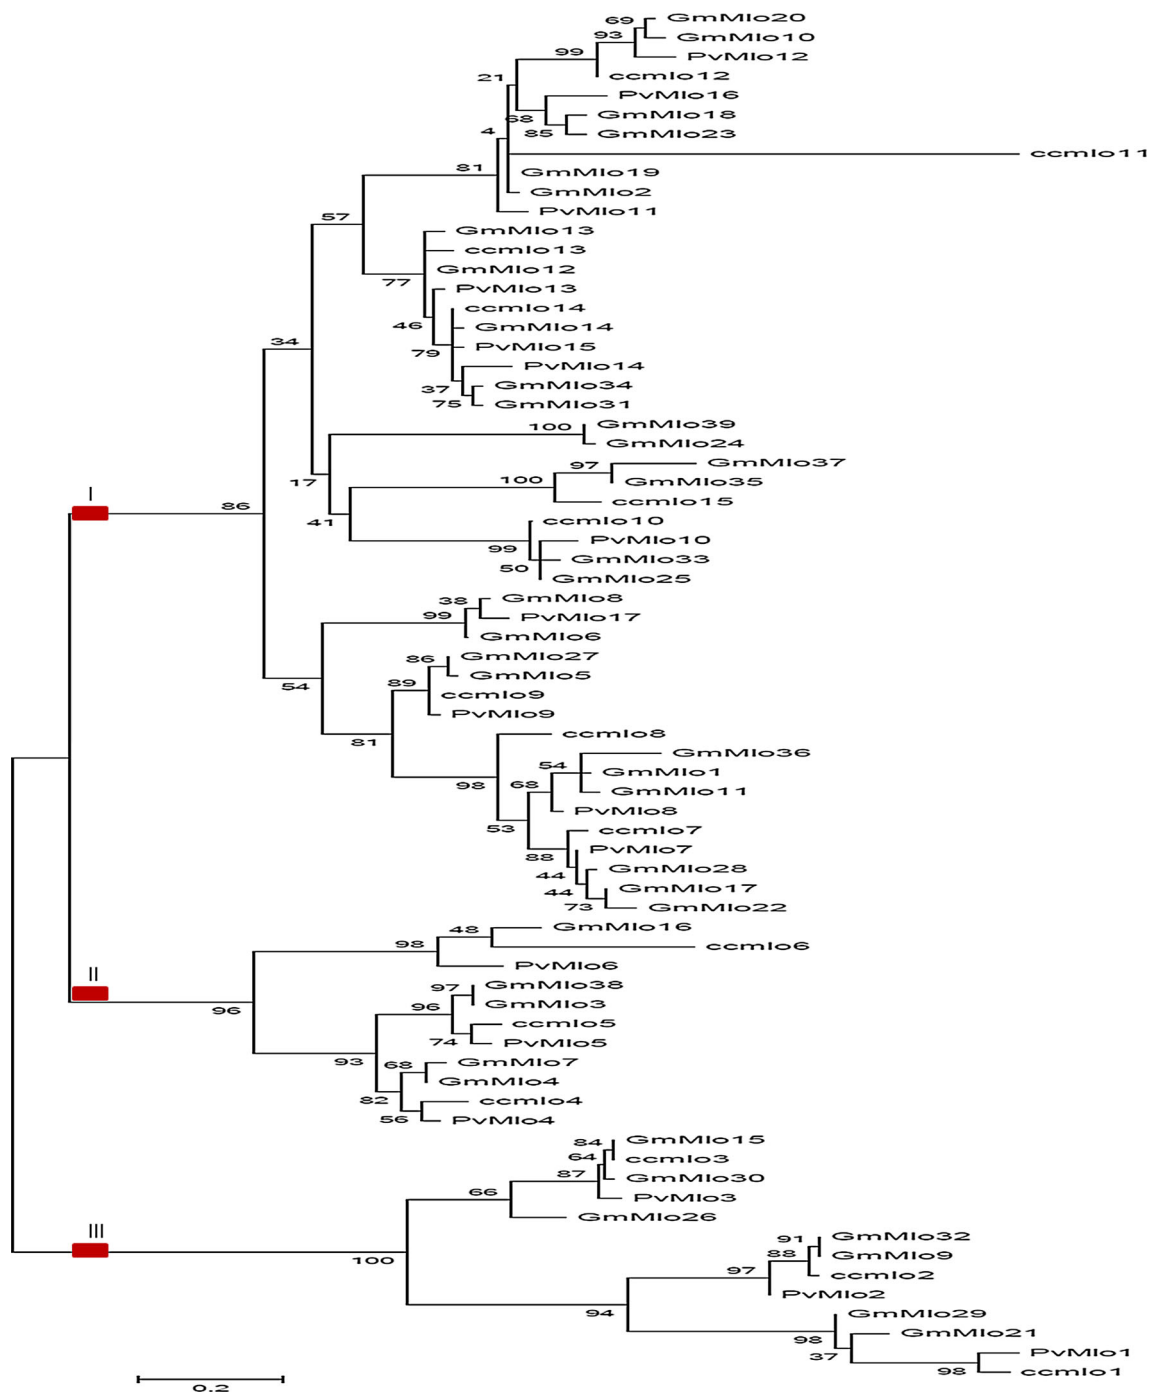 69
GmMlo20
93
GmMlo10
99
PvMlo12
21
ccmlo12
PvMlo16
68
GmMlo18
4
85
GmMlo23
ccmlo11
81
GmMlo19
GmMlo2
57
PvMlo11
GmMlo13
ccmlo13
77
GmMlo12
PvMlo13
ccmlo14
46
GmMlo14
34
79
PvMlo15
PvMlo14
37
GmMlo34
75
GmMlo31
100
GmMlo39
GmMlo24
97
GmMlo37
17
100
GmMlo35
I
ccmlo15
86
41
ccmlo10
99
PvMlo10
50
GmMlo33
GmMlo25
38
GmMlo8
99
PvMlo17
GmMlo6
86
GmMlo27
54
89
GmMlo5
ccmlo9
PvMlo9
81
ccmlo8
54
GmMlo36
GmMlo1
98
68
GmMlo11
PvMlo8
53
ccmlo7
88
PvMlo7
44
GmMlo28
44
GmMlo17
73
GmMlo22
48
GmMlo16
98
ccmlo6
II
PvMlo6
97
GmMlo38
96
96
GmMlo3
ccmlo5
74
PvMlo5
93
68
GmMlo7
GmMlo4
82
ccmlo4
56
PvMlo4
84
GmMlo15
64
ccmlo3
87
GmMlo30
66
PvMlo3
GmMlo26
III
91
GmMlo32
100
88
GmMlo9
97
ccmlo2
PvMlo2
94
GmMlo29
98
GmMlo21
37
PvMlo1
98
ccmlo1
0.2